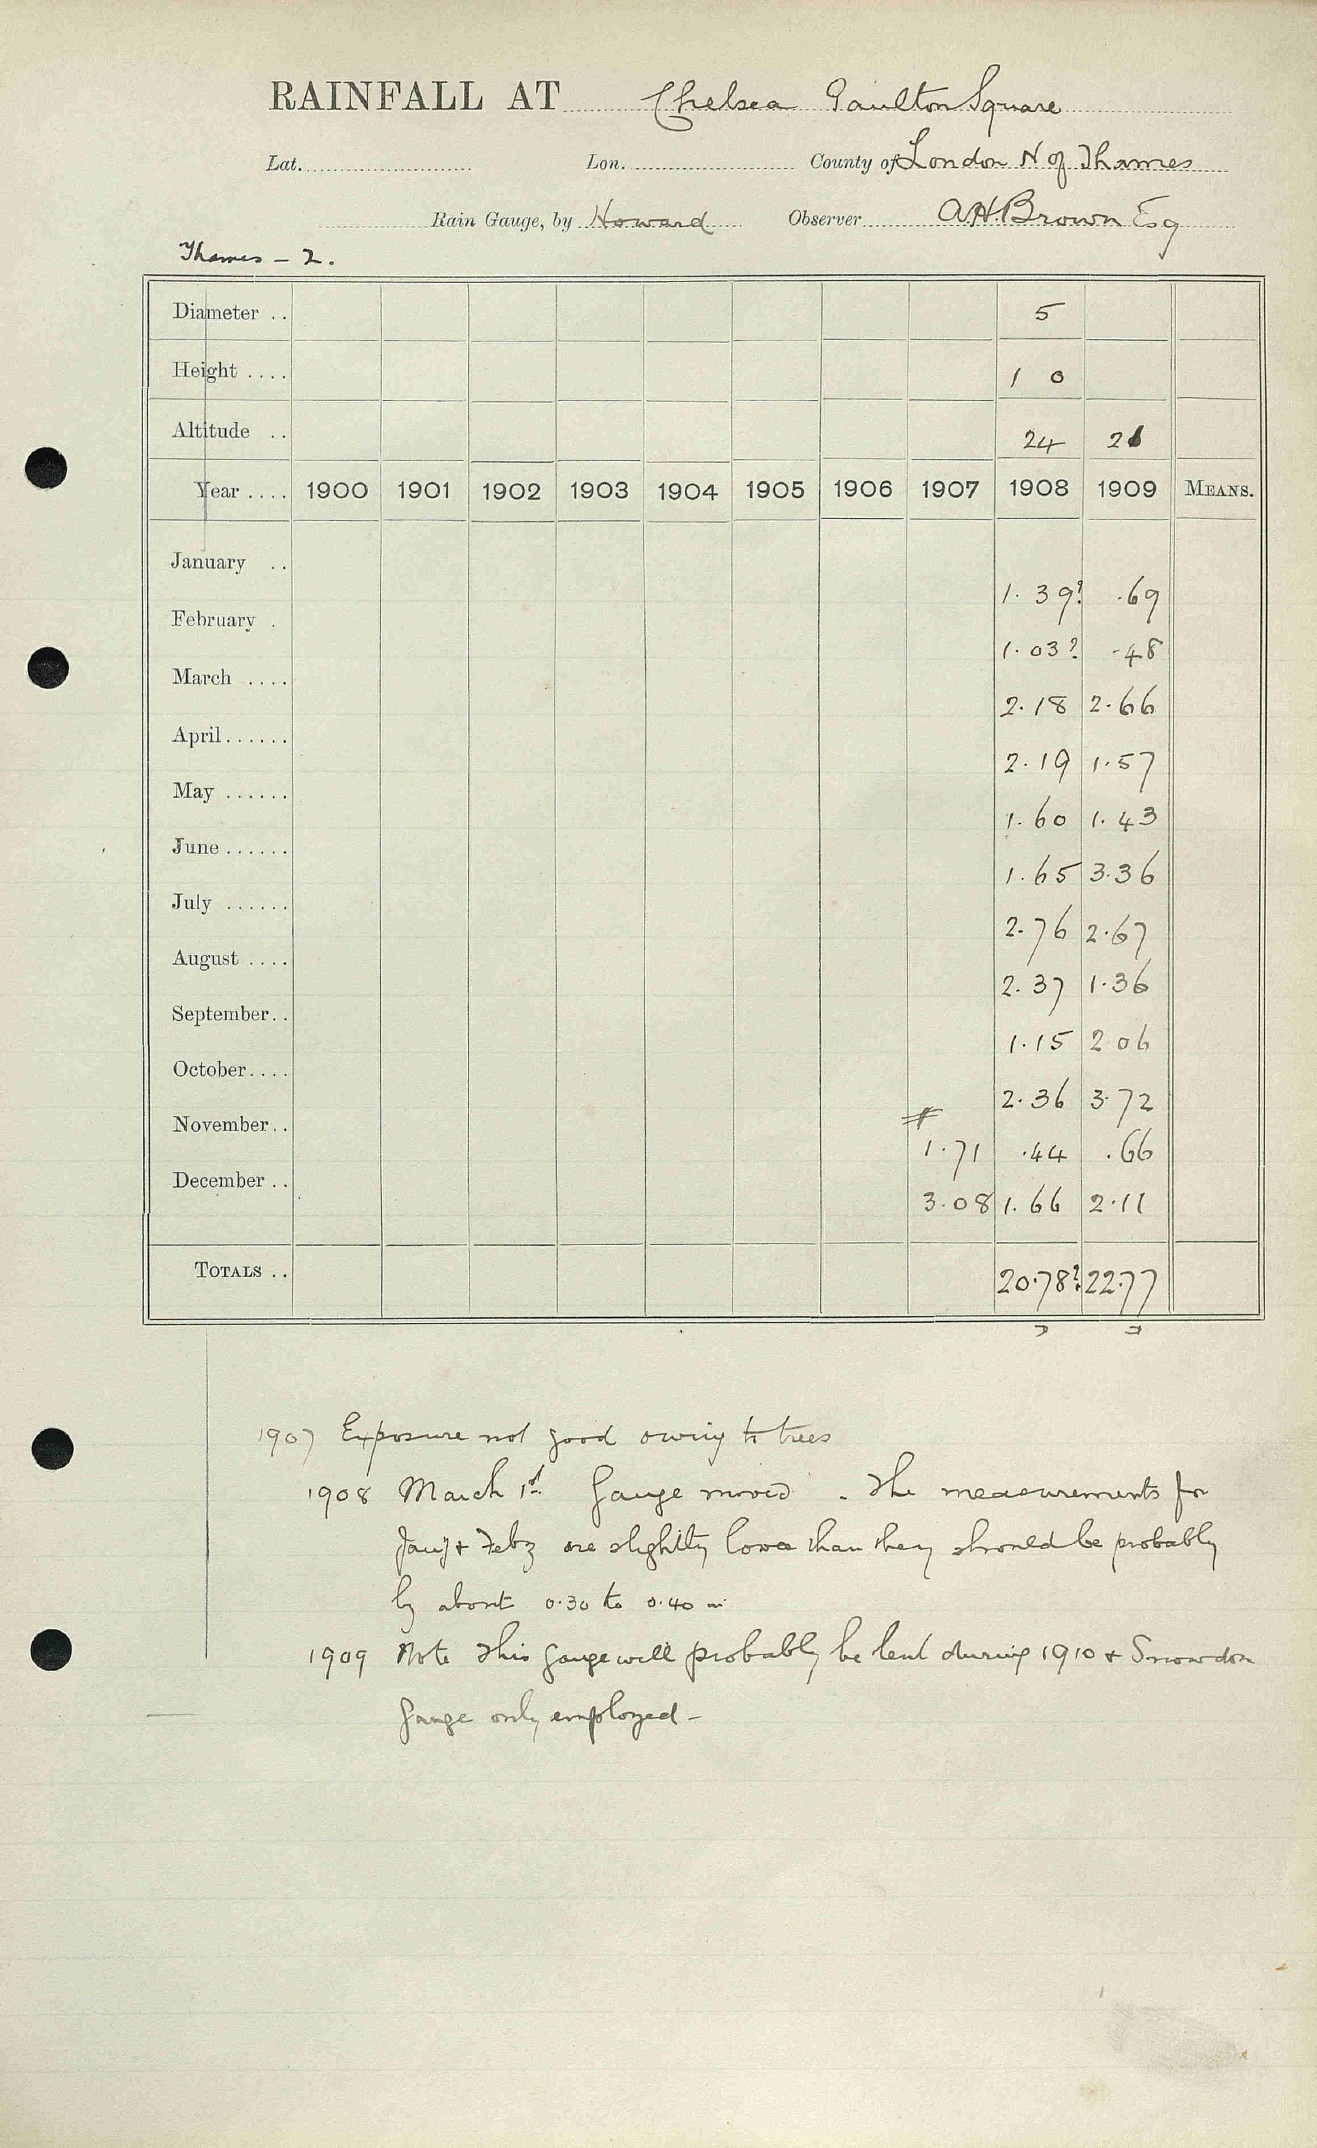 RAINFALL AT Chelsea Paulton Square
Lat. Lon. County of London N of Thames
Rain Gauge, by Howard Observer A.H. Brown Esq
Thames - 2.
Diameter .. 5
Height .... 1 0
Altitude .. 24 21
Year .... 1900 1901 1902 1903 1904 1905 1906 1907 1908 1909 MEANS.
January .. 1.39? .69
February . 1.03? .48
March .... 2.18 2.66
April ...... 2.19 1.57
May ...... 1.60 1.43
June ...... 1.65 3.36
July ...... 2.76 2.67
August .... 2.37 1.36
September .. 1.15 2 06
October .... 2.36 3.72
November .. 1.71 .44 .66
December .. 3.08 1.66 2.11
TOTALS .. 20.78? 22.77
1907 Exposure not good owing to trees
1908 March 1st. Gauge moved. The measurements for
Jany + Feby are slightly lower than they should be probably
by about 0.30 to 0.40 in
1909 Note This gauge will probably be lent during 1910 + Snowdon
Gauge only employed -